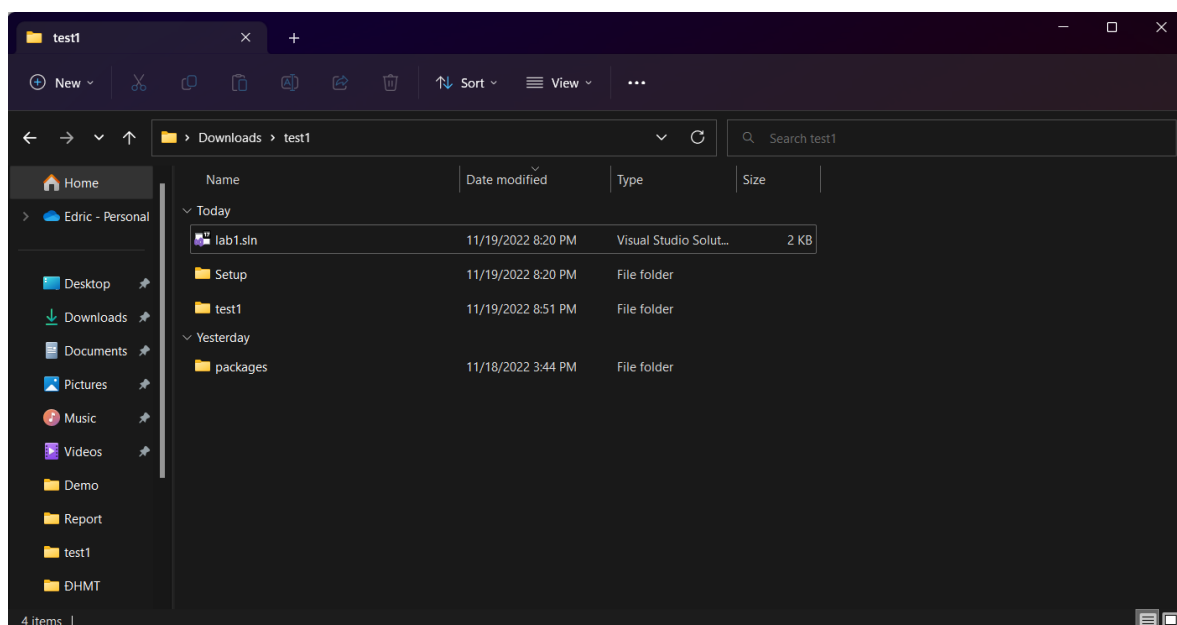 test1
New
Sort
View
Downloads > test1
Search test1
Home
Edric - Personal
Desktop
Downloads
Documents
Pictures
Music
Videos
Demo
Report
test1
ĐHMT
Name Date modified Type Size
Today
lab1.sln 11/19/2022 8:20 PM Visual Studio Solut... 2 KB
Setup 11/19/2022 8:20 PM File folder
test1 11/19/2022 8:51 PM File folder
Yesterday
packages 11/18/2022 3:44 PM File folder
4 items